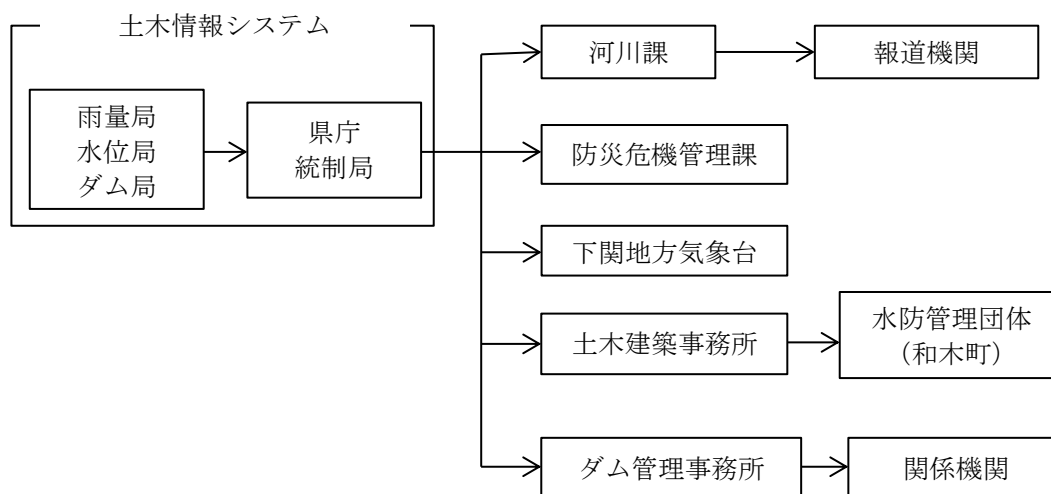 土木情報システム
雨量局
水位局
ダム局
県庁
統制局
河川課
報道機関
防災危機管理課
下関地方気象台
土木建築事務所
水防管理団体
（和木町）
ダム管理事務所
関係機関